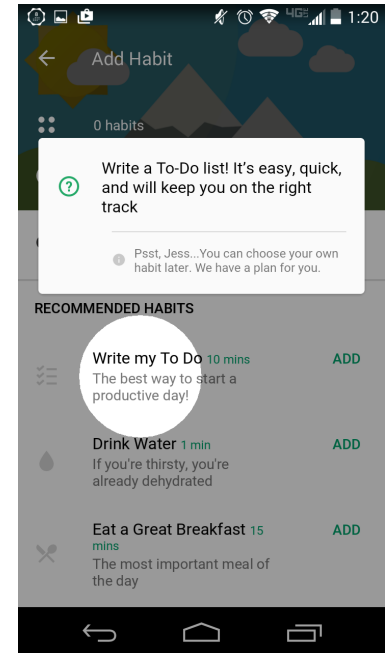 4G 1:20
Add Habit
0 habits
Write a To-Do list! It's easy, quick,
and will keep you on the right
track
Psst, Jess...You can choose your own
habit later. We have a plan for you.
RECOMMENDED HABITS
Write my To Do 10 mins ADD
The best way to start a
productive day!
Drink Water 1 min ADD
If you're thirsty, you're
already dehydrated
Eat a Great Breakfast 15 ADD
mins
The most important meal of
the day